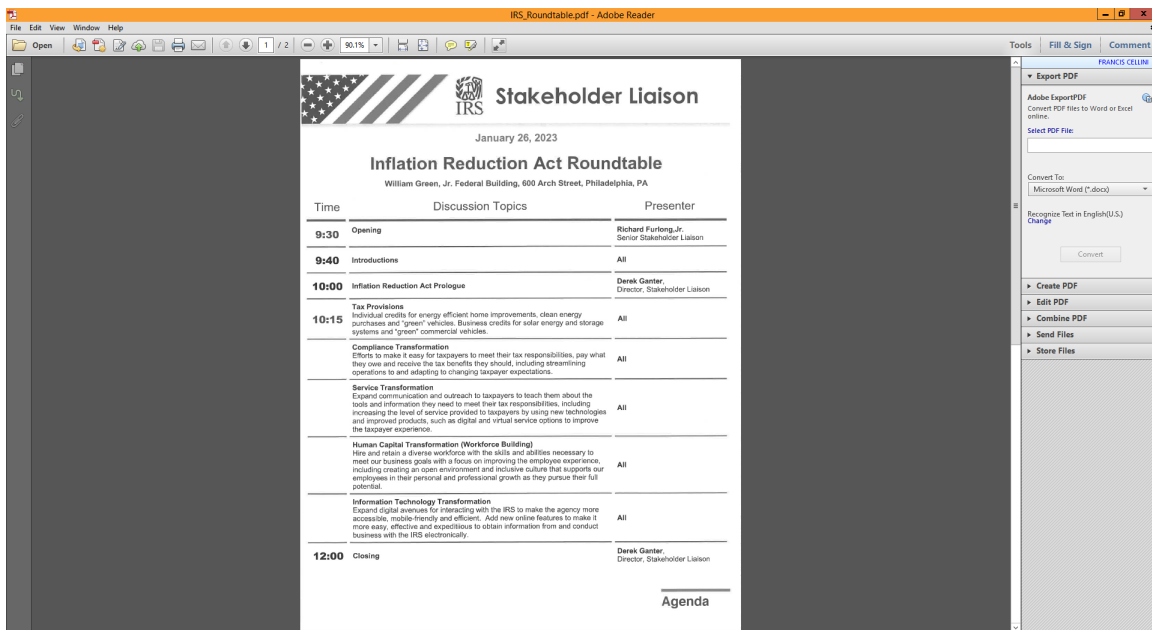 IRS_Roundtable.pdf - Adobe Reader
File Edit View Window Help
Open 1 / 2 90.1% Tools Fill & Sign Comment
FRANCIS CELLINI
Export PDF
Adobe ExportPDF
Convert PDF files to Word or Excel
online.
Select PDF File:
Convert To:
Microsoft Word (*.docx)
Recognize Text in English(U.S.)
Change
Convert
Create PDF
Edit PDF
Combine PDF
Send Files
Store Files
IRS Stakeholder Liaison
January 26, 2023
Inflation Reduction Act Roundtable
William Green, Jr. Federal Building, 600 Arch Street, Philadelphia, PA
Time Discussion Topics Presenter
9:30 Opening Richard Furlong,Jr.
Senior Stakeholder Liaison
9:40 Introductions All
10:00 Inflation Reduction Act Prologue Derek Ganter,
Director, Stakeholder Liaison
Tax Provisions
10:15 Individual credits for energy efficient home improvements, clean energy
purchases and "green" vehicles. Business credits for solar energy and storage All
systems and "green" commercial vehicles.
Compliance Transformation
Efforts to make it easy for taxpayers to meet their tax responsibilities, pay what
they owe and receive the tax benefits they should, including streamlining All
operations to and adapting to changing taxpayer expectations.
Service Transformation
Expand communication and outreach to taxpayers to teach them about the
tools and information they need to meet their tax responsibilities, including
increasing the level of service provided to taxpayers by using new technologies All
and improved products, such as digital and virtual service options to improve
the taxpayer experience.
Human Capital Transformation (Workforce Building)
Hire and retain a diverse workforce with the skills and abilities necessary to
meet our business goals with a focus on improving the employee experience,
including creating an open environment and inclusive culture that supports our All
employees in their personal and professional growth as they pursue their full
potential.
Information Technology Transformation
Expand digital avenues for interacting with the IRS to make the agency more
accessible, mobile-friendly and efficient. Add new online features to make it All
more easy, effective and expeditiious to obtain information from and conduct
business with the IRS electronically.
12:00 Closing Derek Ganter,
Director, Stakeholder Liaison
Agenda